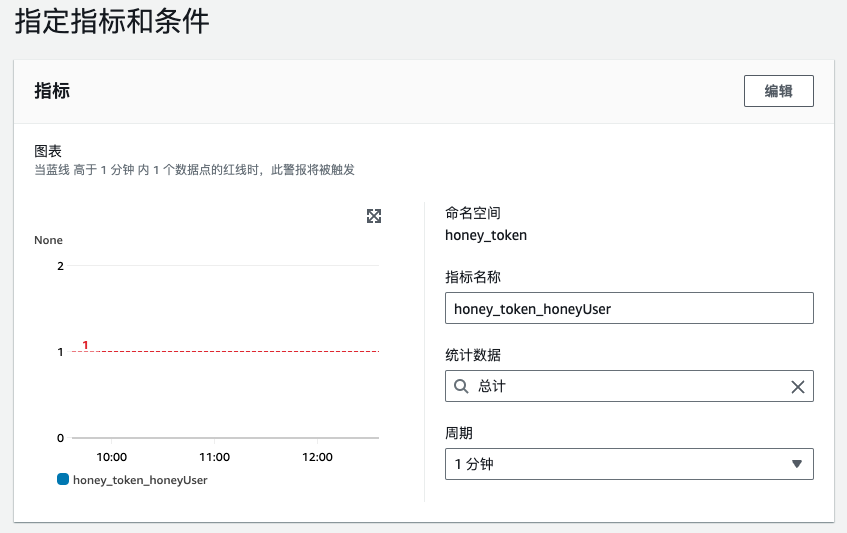 指定指标和条件
指标
编辑
图表
当蓝线 高于 1 分钟 内 1 个数据点的红线时，此警报将被触发
None
2
1
1
0
10:00
11:00
12:00
honey_token_honeyUser
命名空间
honey_token
指标名称
honey_token_honeyUser
统计数据
总计
周期
1 分钟